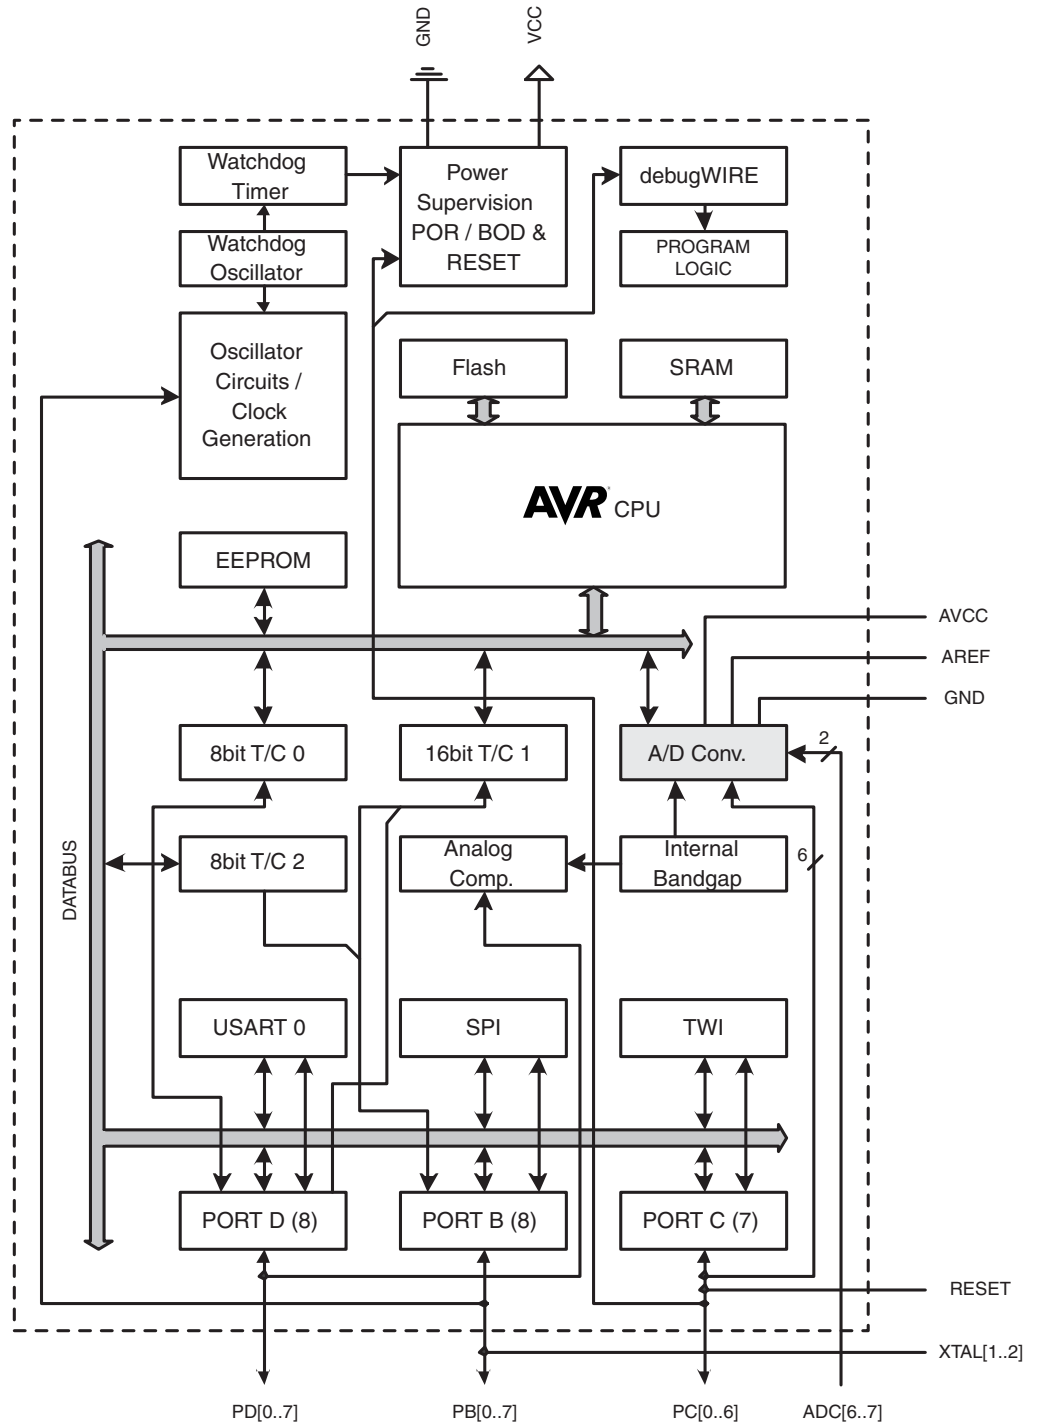 GND
VCC
Watchdog
Timer
Power
Supervision
POR / BOD &
RESET
debugWIRE
Watchdog
Oscillator
PROGRAM
LOGIC
Oscillator
Circuits /
Clock
Generation
Flash
SRAM
AVR CPU
EEPROM
AVCC
AREF
GND
8bit T/C 0
16bit T/C 1
A/D Conv.
2
DATABUS
8bit T/C 2
Analog
Comp.
Internal
Bandgap
6
USART 0
SPI
TWI
PORT D (8)
PORT B (8)
PORT C (7)
RESET
XTAL[1..2]
PD[0..7]
PB[0..7]
PC[0..6]
ADC[6..7]